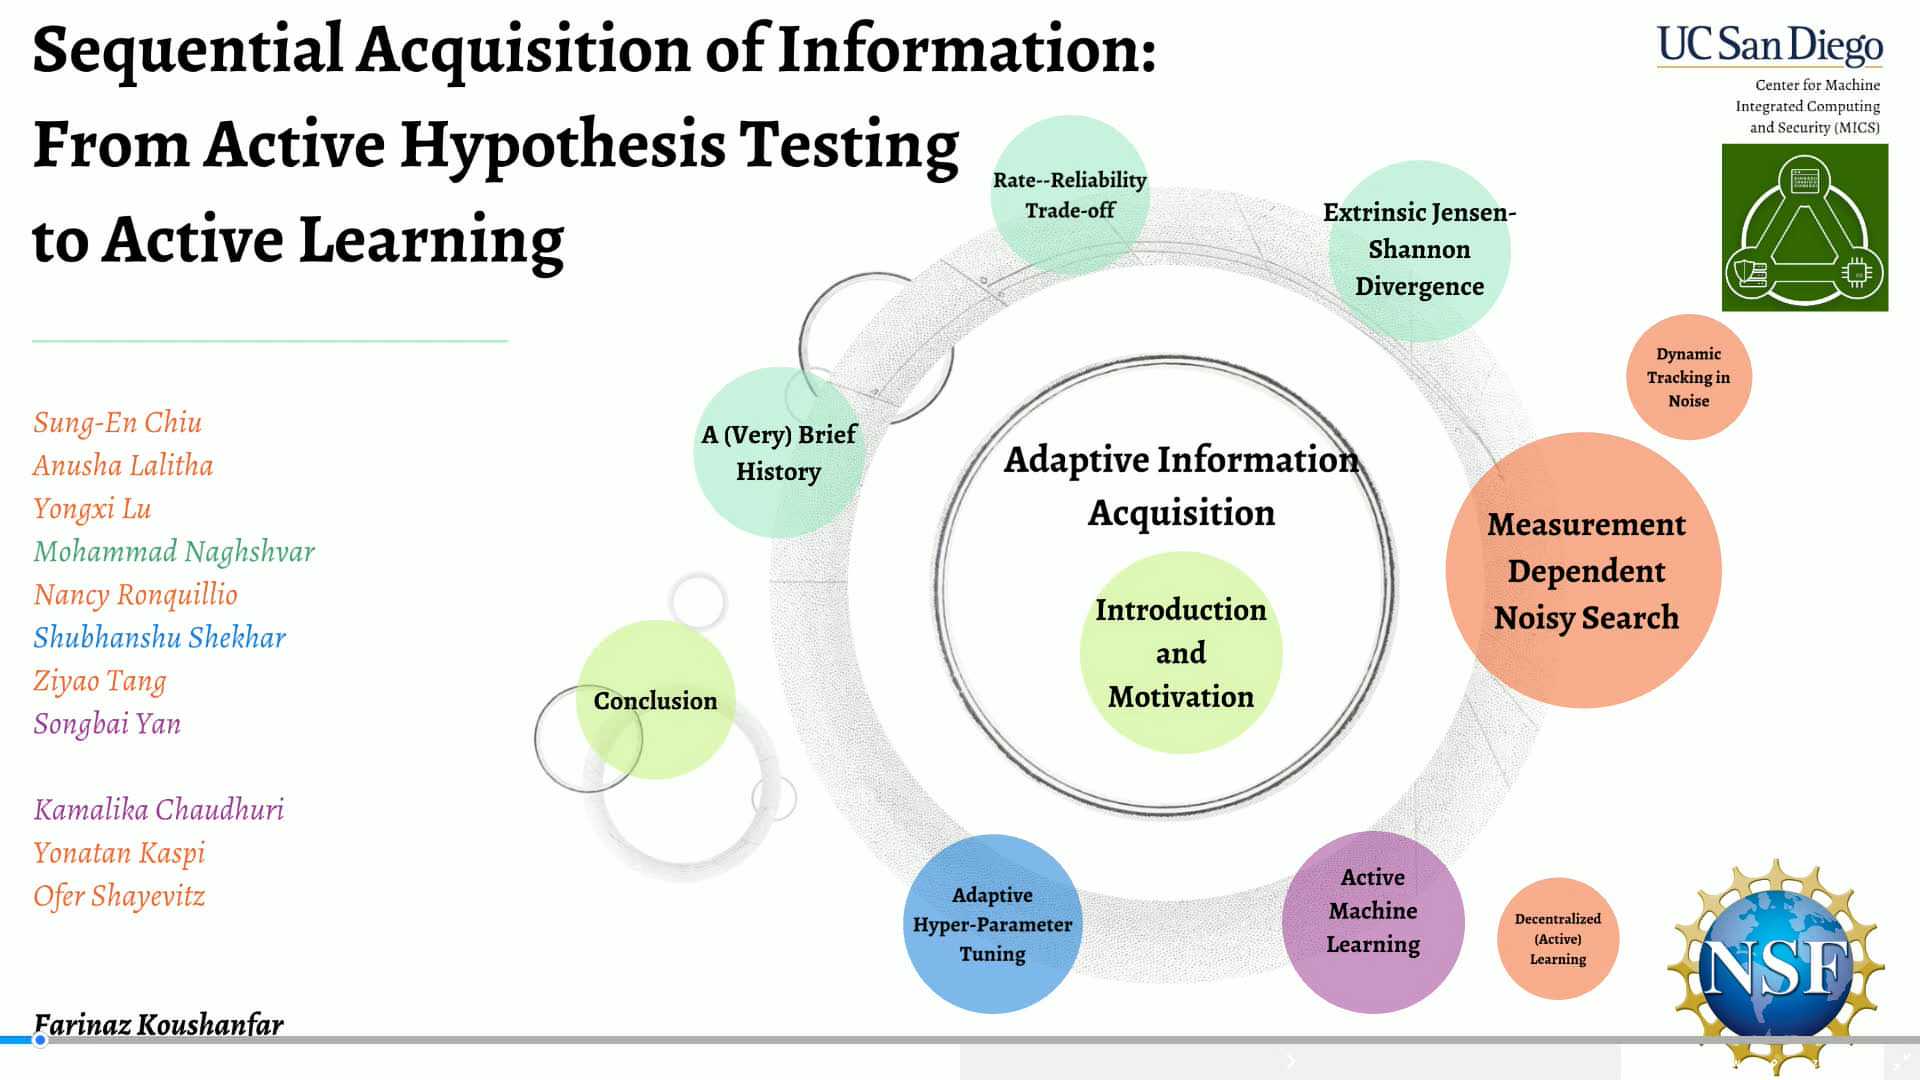 Sequential Acquisition of Information:
From Active Hypothesis Testing
to Active Learning
UC San Diego
Center for Machine
Integrated Computing
and Security (MICS)
Rate--Reliability
Trade-off
Extrinsic Jensen-
Shannon
Divergence
Dynamic
Tracking in
Noise
A (Very) Brief
History
Adaptive Information
Acquisition
Introduction
and
Motivation
Measurement
Dependent
Noisy Search
Conclusion
Adaptive
Hyper-Parameter
Tuning
Active
Machine
Learning
Decentralized
(Active)
Learning
Sung-En Chiu
Anusha Lalitha
Yongxi Lu
Mohammad Naghshvar
Nancy Ronquillio
Shubhanshu Shekhar
Ziyao Tang
Songbai Yan
Kamalika Chaudhuri
Yonatan Kaspi
Ofer Shayevitz
Farinaz Koushanfar
NSF